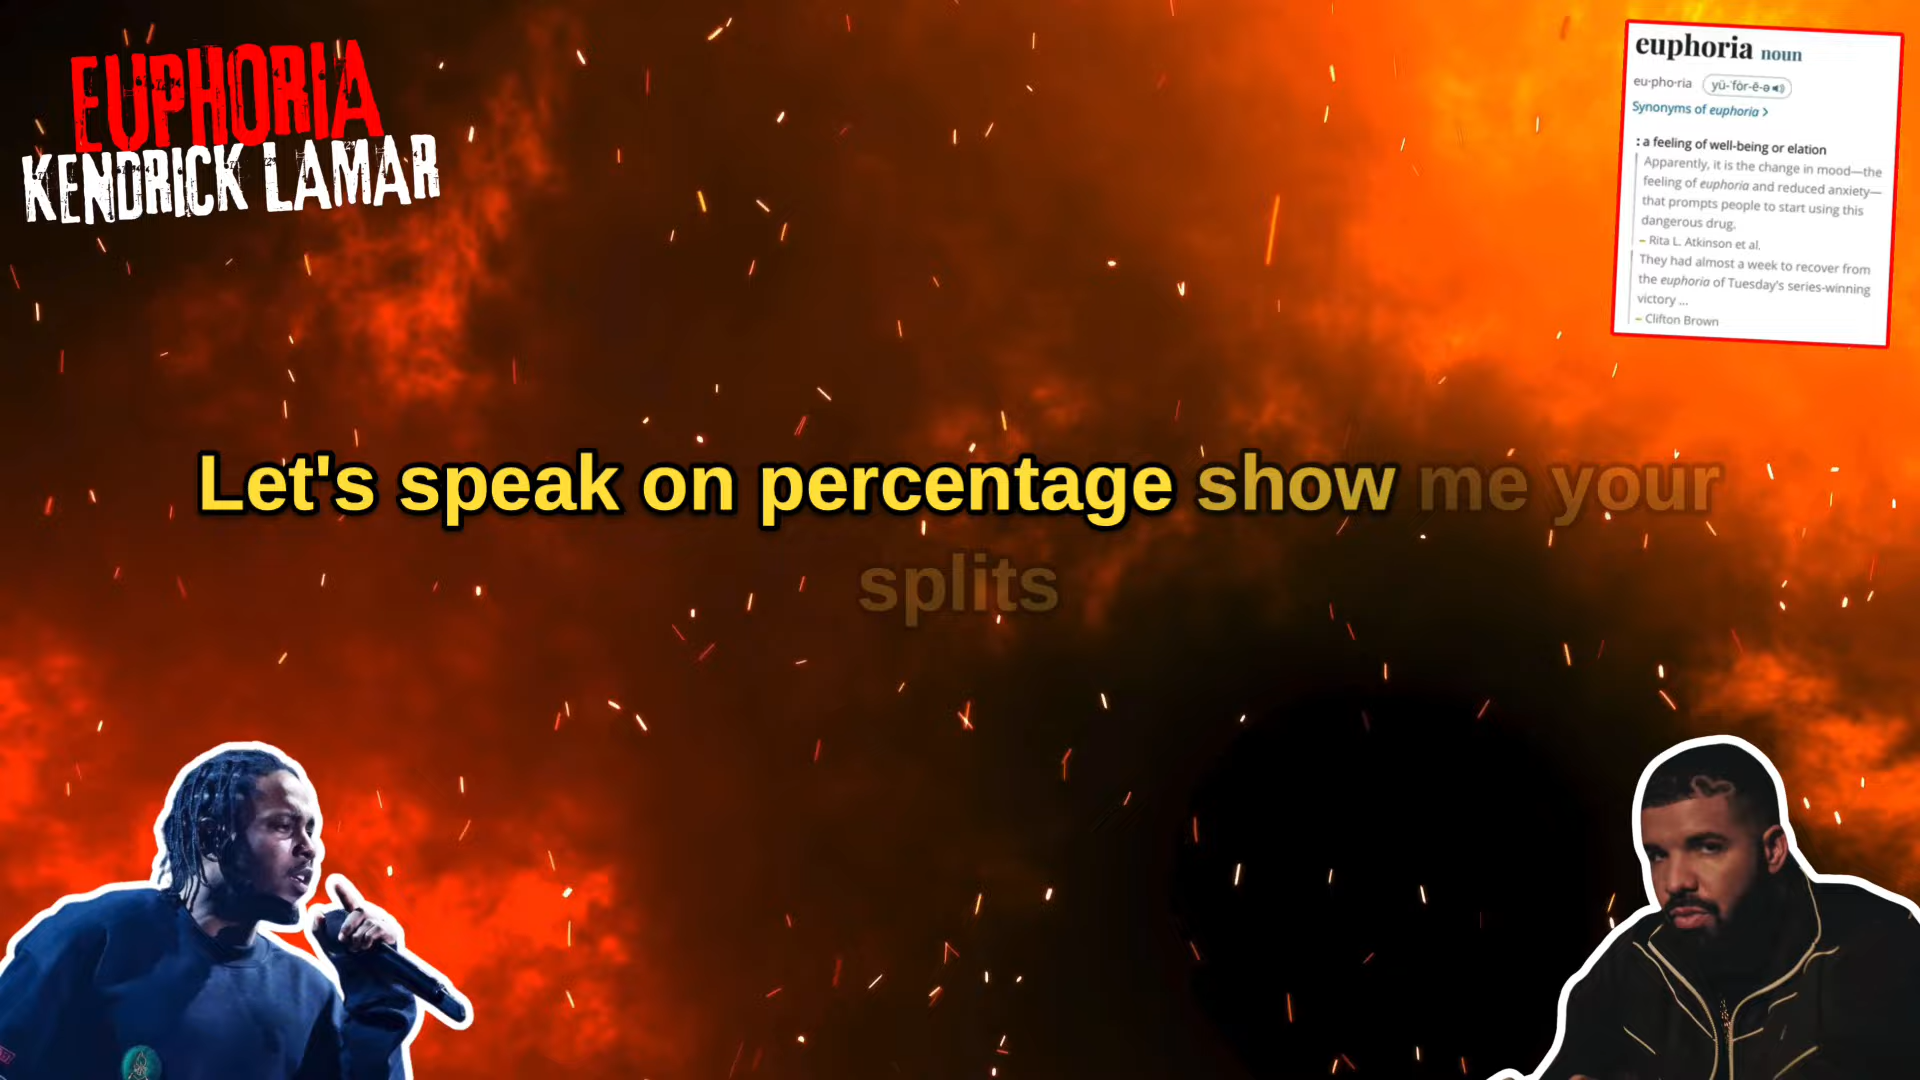 EUPHORIA
KENDRICK LAMAR
euphoria noun
eu·pho·ria yü-ˈfȯr-ē-ə
Synonyms of euphoria >
: a feeling of well-being or elation
Apparently, it is the change in mood—the
feeling of euphoria and reduced anxiety—
that prompts people to start using this
dangerous drug.
– Rita L. Atkinson et al.
They had almost a week to recover from
the euphoria of Tuesday's series-winning
victory ...
– Clifton Brown
Let's speak on percentage show me your
splits